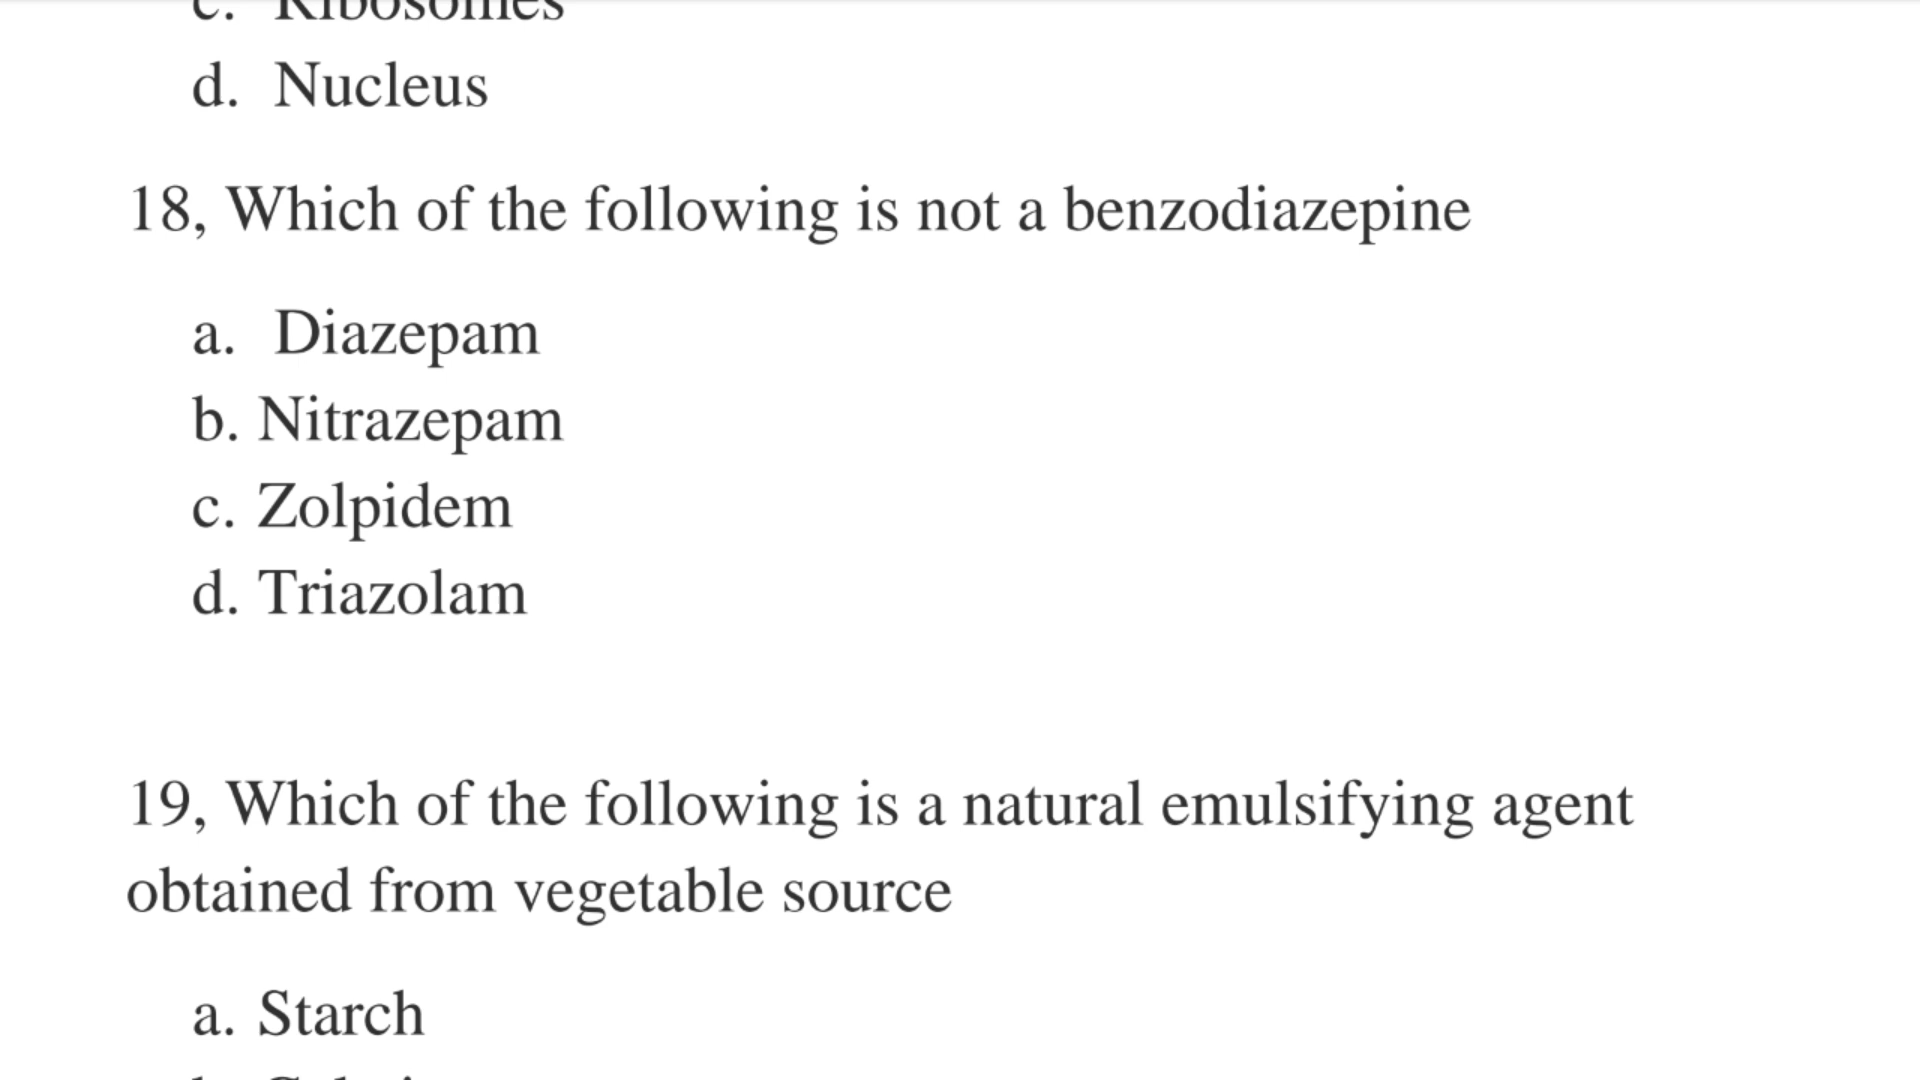 c. Ribosomes
d. Nucleus
18, Which of the following is not a benzodiazepine
a. Diazepam
b. Nitrazepam
c. Zolpidem
d. Triazolam
19, Which of the following is a natural emulsifying agent
obtained from vegetable source
a. Starch